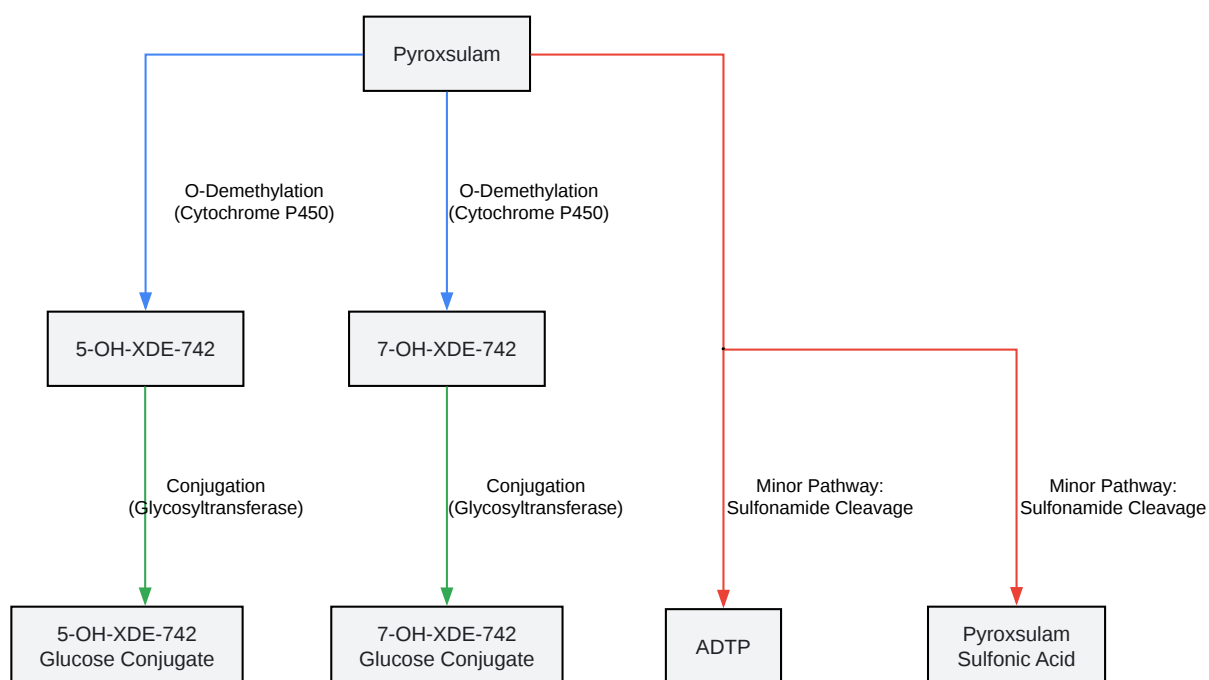 Pyroxsulam
O-Demethylation
(Cytochrome P450)
O-Demethylation
(Cytochrome P450)
5-OH-XDE-742
7-OH-XDE-742
Conjugation
(Glycosyltransferase)
Conjugation
(Glycosyltransferase)
Minor Pathway:
Sulfonamide Cleavage
Minor Pathway:
Sulfonamide Cleavage
5-OH-XDE-742
Glucose Conjugate
7-OH-XDE-742
Glucose Conjugate
ADTP
Pyroxsulam
Sulfonic Acid